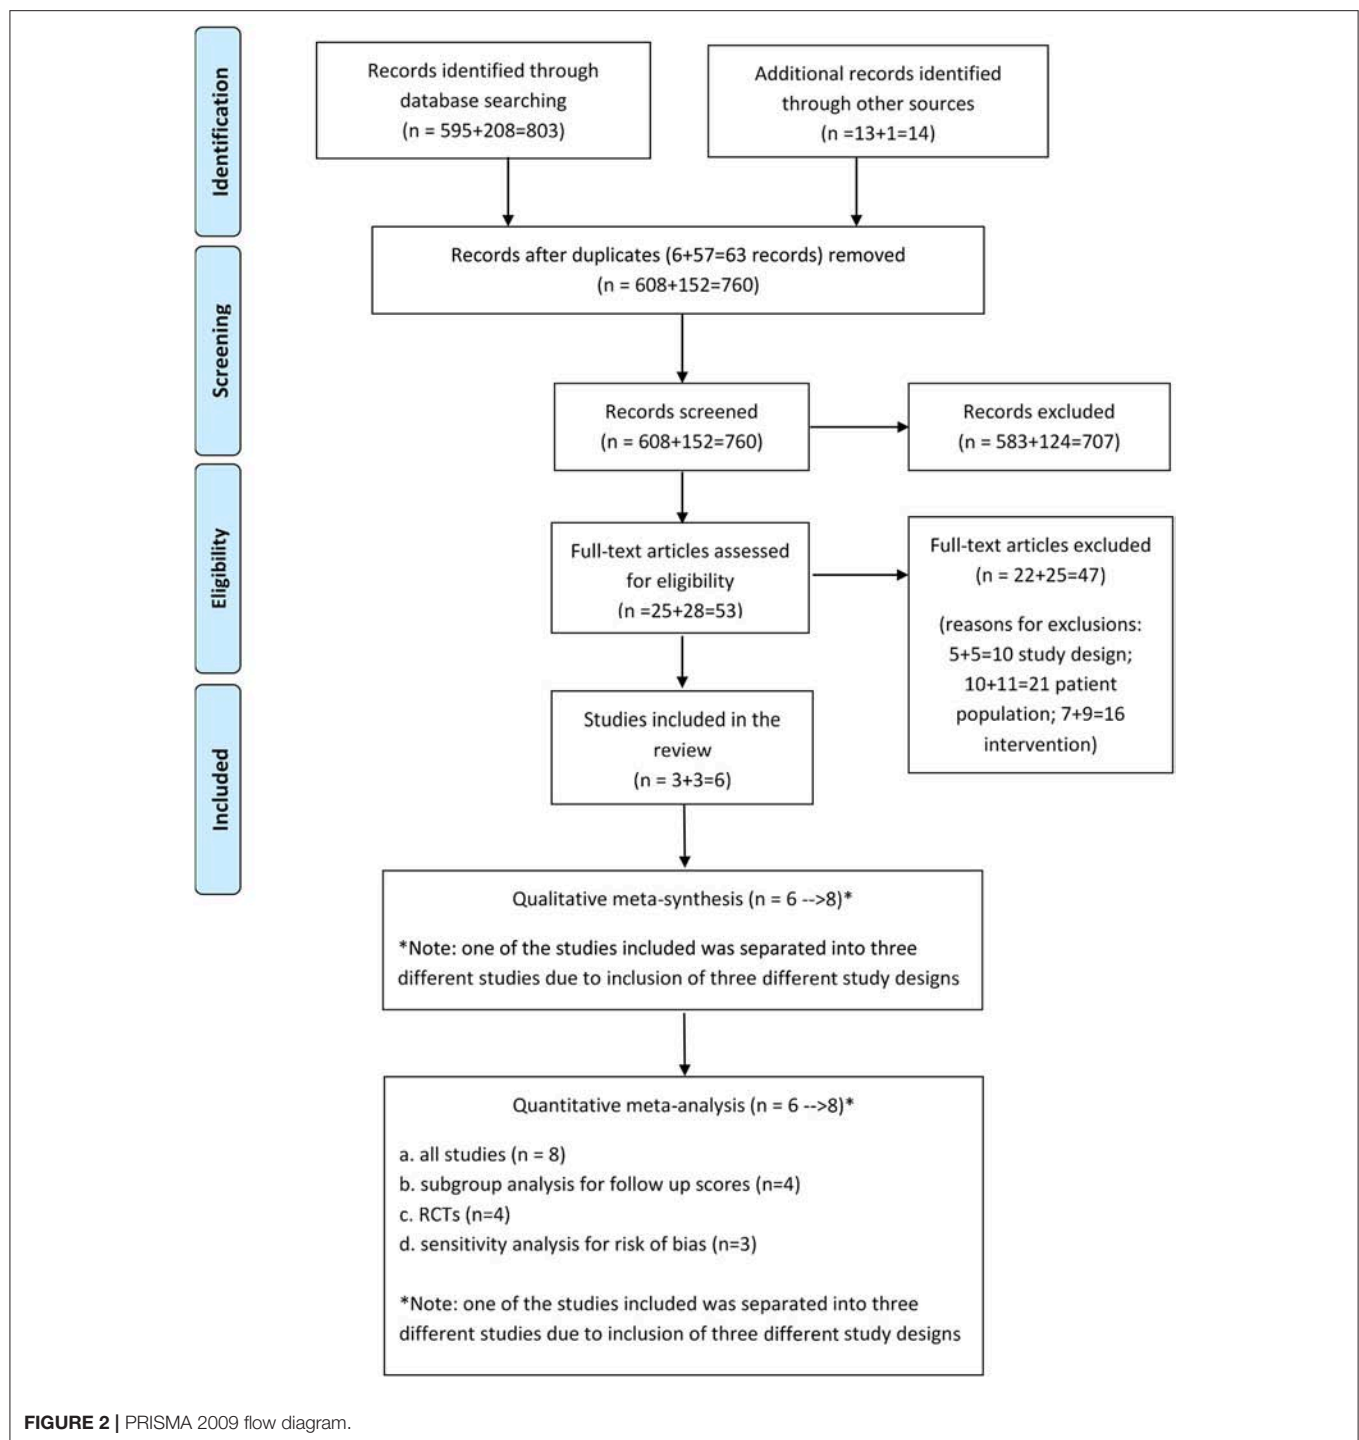 Identification
Records identified through
database searching
(n = 595+208=803)
Additional records identified
through other sources
(n =13+1=14)
Records after duplicates (6+57=63 records) removed
(n = 608+152=760)
Screening
Records screened
(n = 608+152=760)
Records excluded
(n = 583+124=707)
Eligibility
Full-text articles assessed
for eligibility
(n =25+28=53)
Full-text articles excluded
(n = 22+25=47)
(reasons for exclusions:
5+5=10 study design;
10+11=21 patient
population; 7+9=16
intervention)
Included
Studies included in the
review
(n = 3+3=6)
Qualitative meta-synthesis (n = 6 -->8)*
*Note: one of the studies included was separated into three
different studies due to inclusion of three different study designs
Quantitative meta-analysis (n = 6 -->8)*
a. all studies (n = 8)
b. subgroup analysis for follow up scores (n=4)
c. RCTs (n=4)
d. sensitivity analysis for risk of bias (n=3)
*Note: one of the studies included was separated into three
different studies due to inclusion of three different study designs
FIGURE 2 | PRISMA 2009 flow diagram.